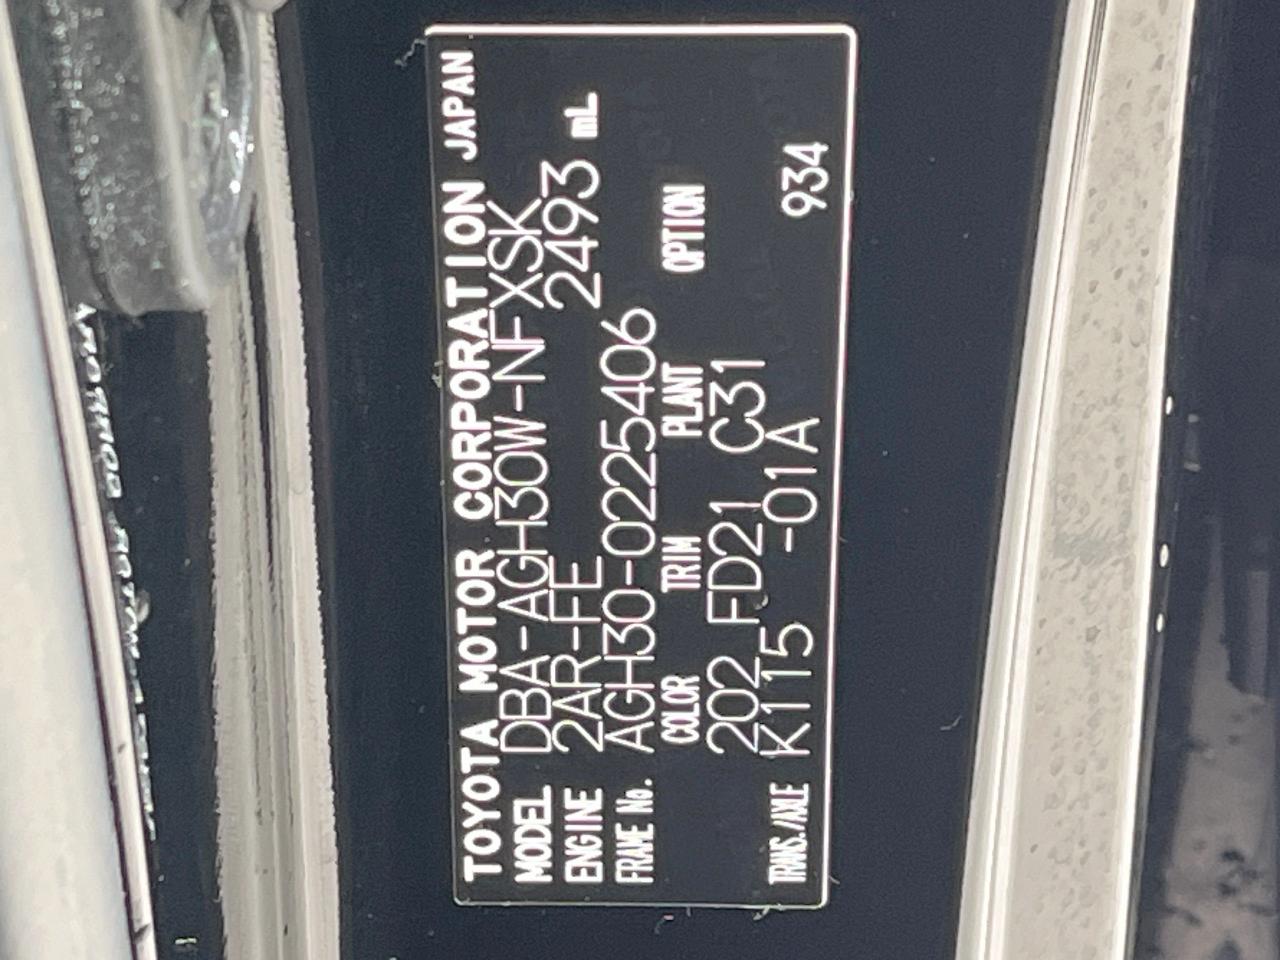 TOYOTA MOTOR CORPORATION JAPAN
MODEL DBA-AGH30W-NFXSK
ENGINE 2AR-FE 2493 mL
FRAME No. AGH30-0225406
COLOR TRIM PLANT OPTION
202 FD21 C31
TRANS./AXLE K115 -01A 934